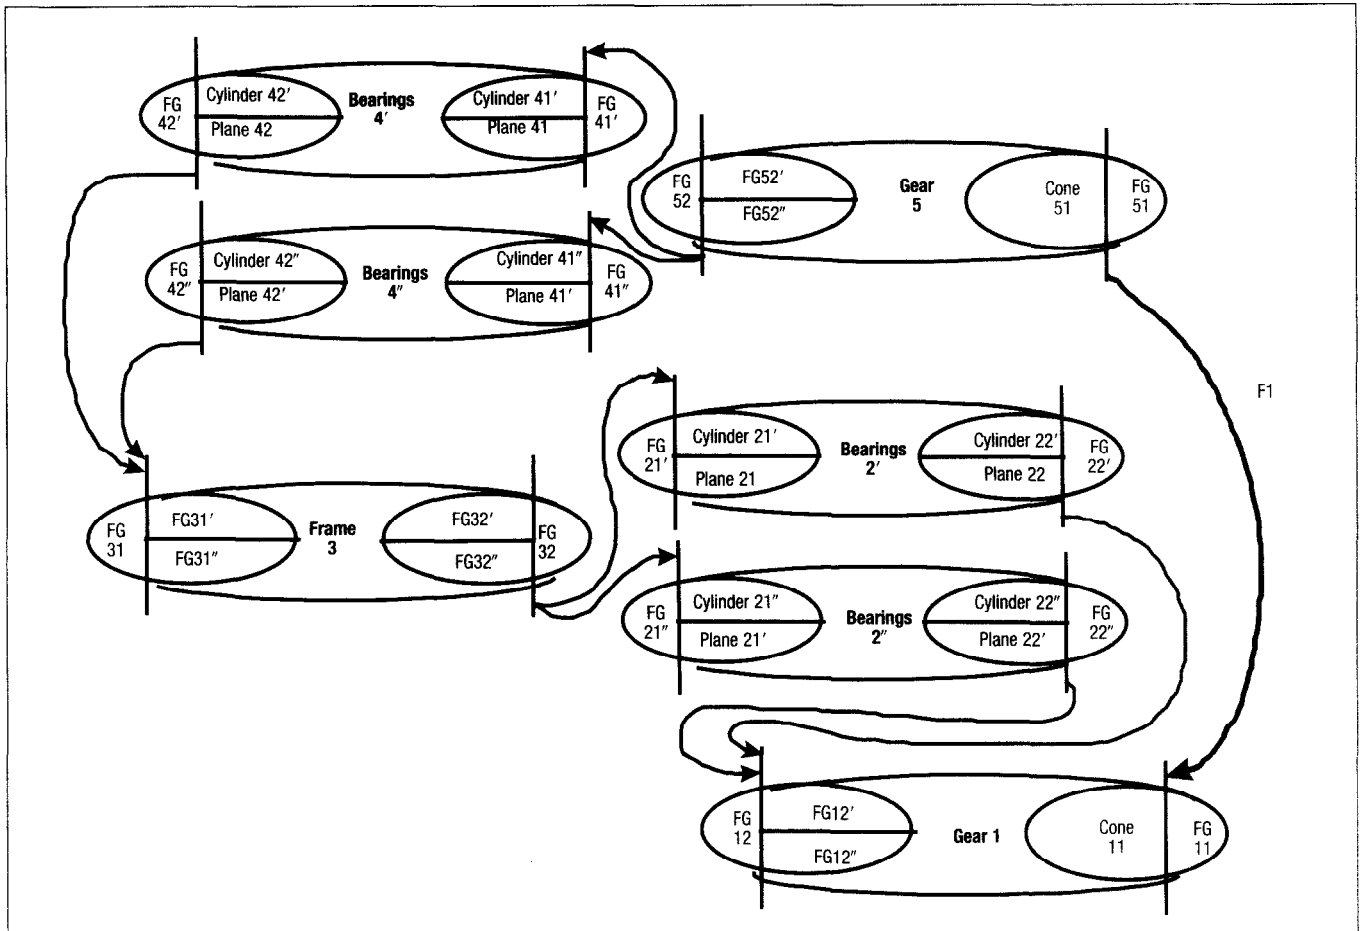 FG
42′
Cylinder 42′
Plane 42
Bearings
4′
Cylinder 41′
Plane 41
FG
41′
FG
52
FG52′
FG52″
Gear
5
Cone
51
FG
51
FG
42″
Cylinder 42″
Plane 42′
Bearings
4″
Cylinder 41″
Plane 41′
FG
41″
F1
FG
21′
Cylinder 21′
Plane 21
Bearings
2′
Cylinder 22′
Plane 22
FG
22′
FG
31
FG31′
FG31″
Frame
3
FG32′
FG32″
FG
32
FG
21″
Cylinder 21″
Plane 21′
Bearings
2″
Cylinder 22″
Plane 22′
FG
22″
FG
12
FG12′
FG12″
Gear 1
Cone
11
FG
11